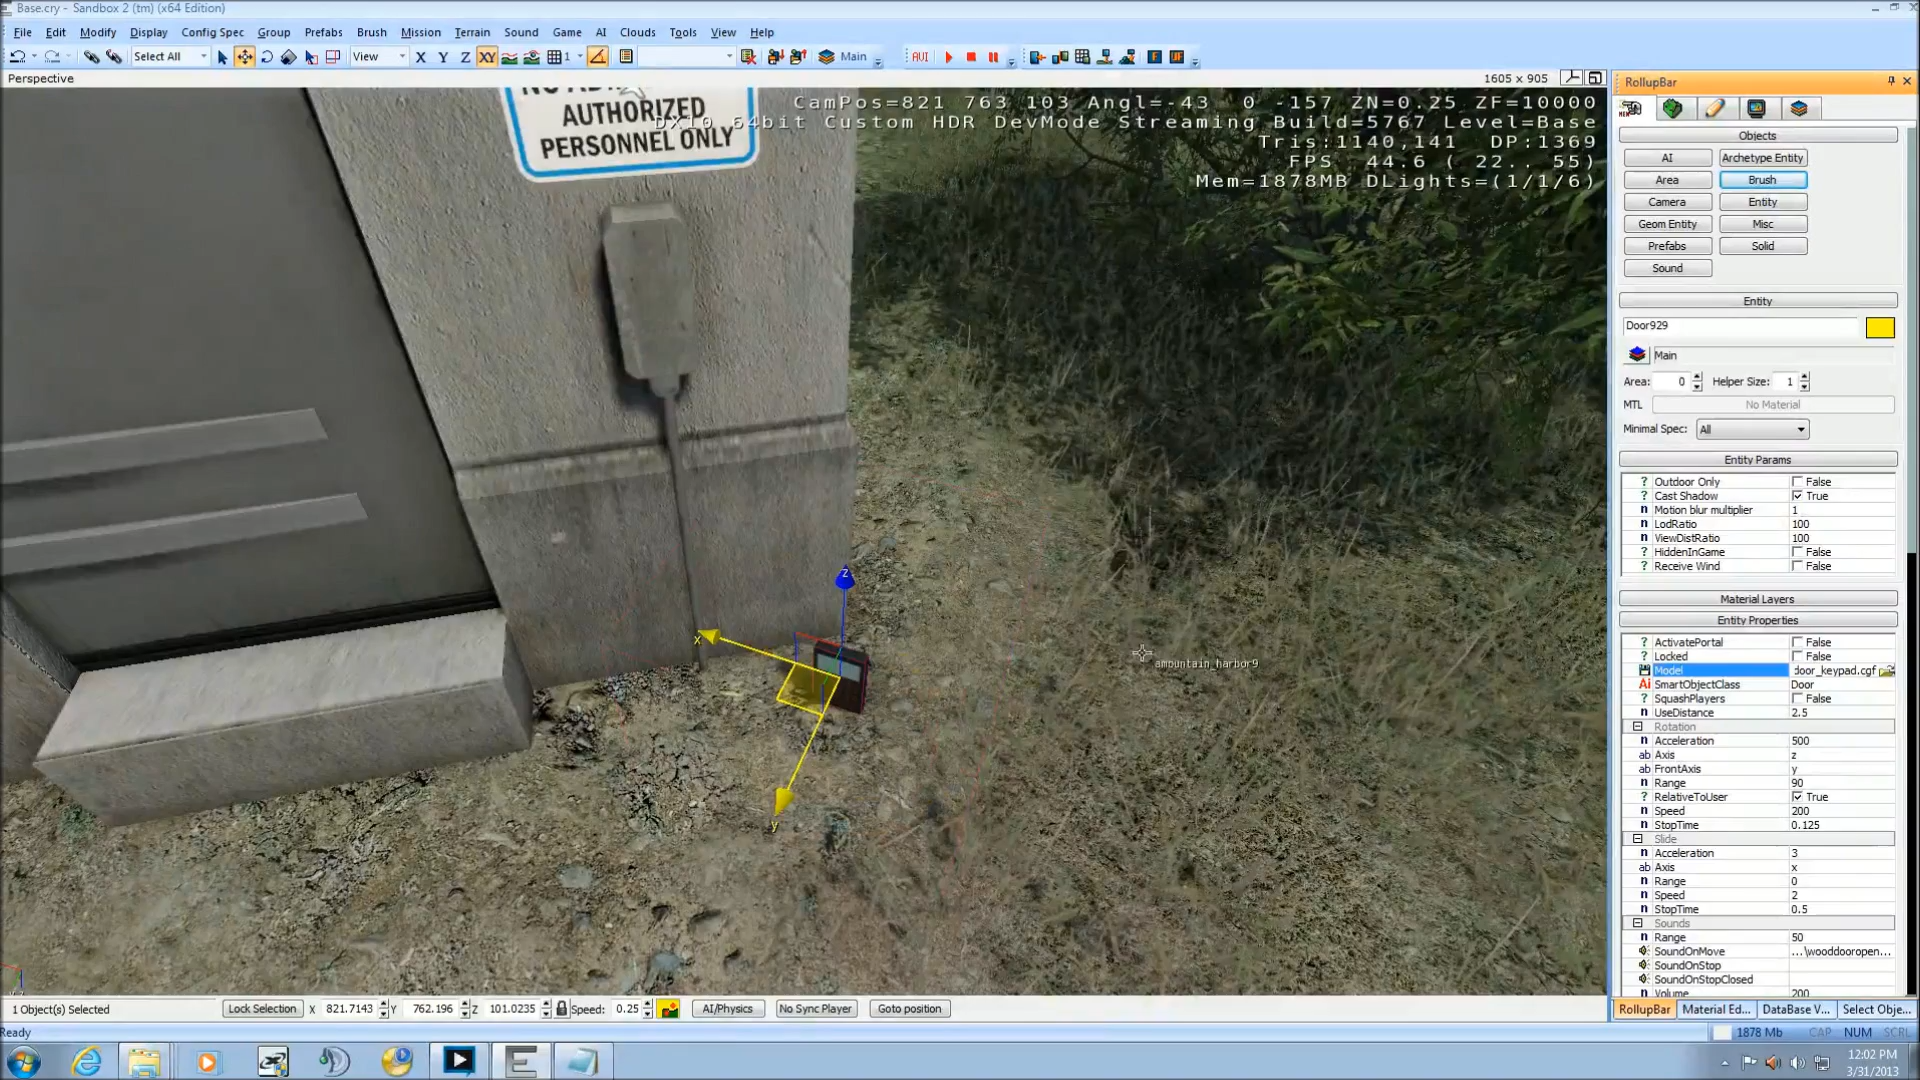 Base.cry - Sandbox 2 (tm) (x64 Edition)
File Edit Modify Display Config Spec Group Prefabs Brush Mission Terrain Sound Game AI Clouds Tools View Help
Select All View X Y Z XY 1 Main AVI
Perspective 1605 x 905
AUTHORIZED
PERSONNEL ONLY
CamPos=821 763 103 Angl=-43 0 -157 ZN=0.25 ZF=10000
DX10 64bit Custom HDR DevMode Streaming Build=5767 Level=Base
Tris:1140,141 DP:1369
FPS 44.6 ( 22.. 55)
Mem=1878MB DLights=(1/1/6)
z
x
y
amountain_harbor9
RollupBar
Objects
AI Archetype Entity
Area Brush
Camera Entity
Geom Entity Misc
Prefabs Solid
Sound
Entity
Door929
Main
Area: 0 Helper Size: 1
MTL No Material
Minimal Spec: All
Entity Params
? Outdoor Only False
? Cast Shadow True
n Motion blur multiplier 1
n LodRatio 100
n ViewDistRatio 100
? HiddenInGame False
? Receive Wind False
Material Layers
Entity Properties
? ActivatePortal False
? Locked False
Model door_keypad.cgf
Ai SmartObjectClass Door
? SquashPlayers False
n UseDistance 2.5
Rotation
n Acceleration 500
ab Axis z
ab FrontAxis y
n Range 90
? RelativeToUser True
n Speed 200
n StopTime 0.125
Slide
n Acceleration 3
ab Axis x
n Range 0
n Speed 2
n StopTime 0.5
Sounds
n Range 50
SoundOnMove ...\wooddooropen...
SoundOnStop
SoundOnStopClosed
n Volume 200
1 Object(s) Selected Lock Selection X 821.7143 Y 762.196 Z 101.0235 Speed: 0.25 AI/Physics No Sync Player Goto position
RollupBar Material Ed... DataBase V... Select Obje...
Ready 1878 Mb CAP NUM SCRL
12:02 PM
3/31/2013